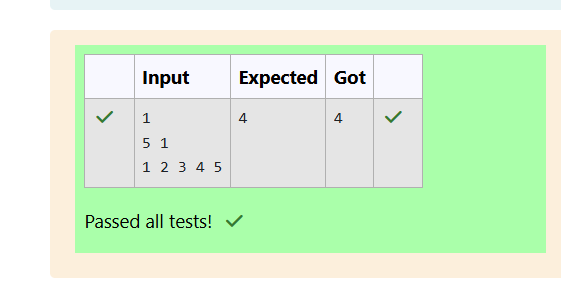 Input Expected Got
1 4 4
5 1
1 2 3 4 5
Passed all tests!